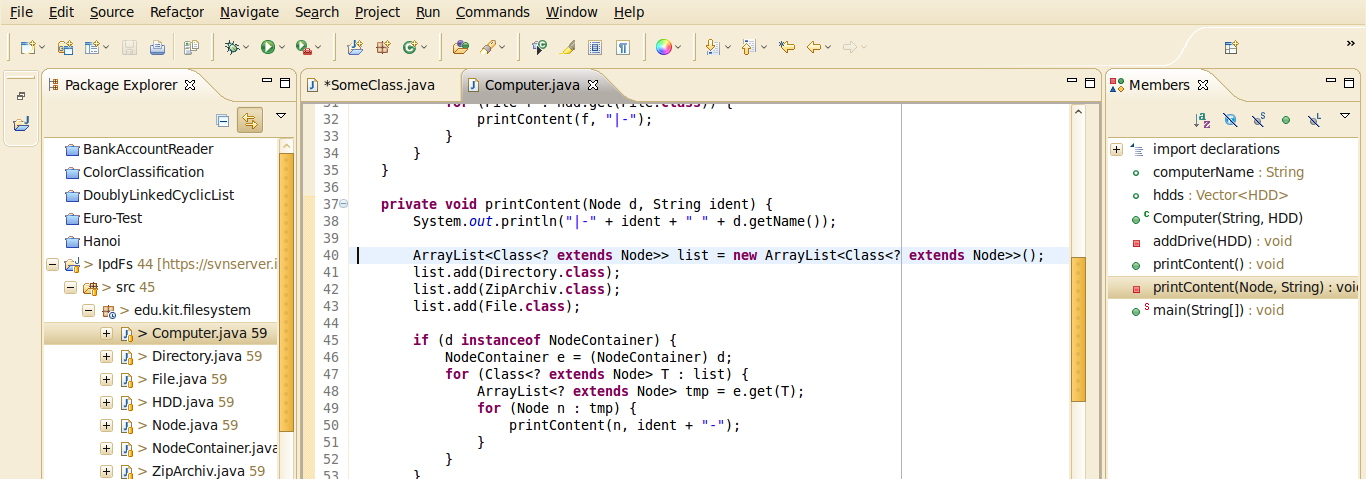 File Edit Source Refactor Navigate Search Project Run Commands Window Help
»
Package Explorer
BankAccountReader
ColorClassification
DoublyLinkedCyclicList
Euro-Test
Hanoi
> IpdFs 44 [https://svnserver.i
> src 45
> edu.kit.filesystem
> Computer.java 59
> Directory.java 59
> File.java 59
> HDD.java 59
> Node.java 59
> NodeContainer.java
> ZipArchiv.java 59
*SomeClass.java
Computer.java
31 for (File f : hdd.get(File.class)) {
32 printContent(f, "|-");
33 }
34 }
35 }
36
37 private void printContent(Node d, String ident) {
38 System.out.println("|-" + ident + " " + d.getName());
39
40 ArrayList<Class<? extends Node>> list = new ArrayList<Class<? extends Node>>();
41 list.add(Directory.class);
42 list.add(ZipArchiv.class);
43 list.add(File.class);
44
45 if (d instanceof NodeContainer) {
46 NodeContainer e = (NodeContainer) d;
47 for (Class<? extends Node> T : list) {
48 ArrayList<? extends Node> tmp = e.get(T);
49 for (Node n : tmp) {
50 printContent(n, ident + "-");
51 }
52 }
53 }
Members
import declarations
computerName : String
hdds : Vector<HDD>
Computer(String, HDD)
addDrive(HDD) : void
printContent() : void
printContent(Node, String) : voi
main(String[]) : void